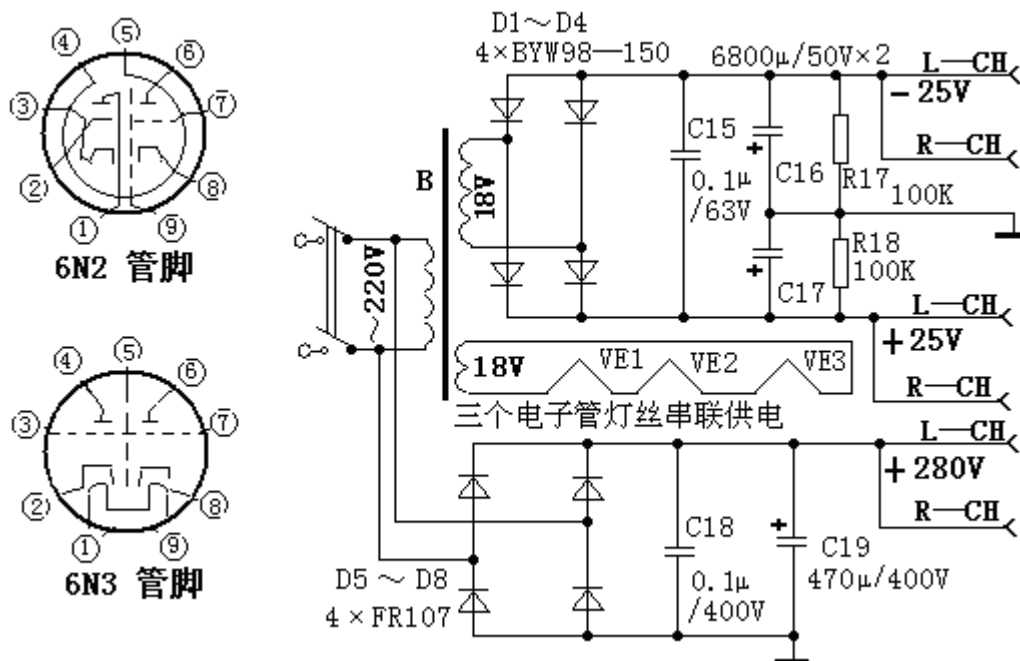 ④
⑤
⑥
③
⑦
②
⑧
①
⑨
6N2 管脚
④
⑤
⑥
③
⑦
②
⑧
①
⑨
6N3 管脚
D1～D4
4×BYW98—150
6800μ/50V×2
L—CH
－25V
R—CH
C15
0.1μ
/63V
C16
R17
100K
B
18V
～220V
R18
100K
C17
L—CH
＋25V
R—CH
18V
VE1
VE2
VE3
三个电子管灯丝串联供电
L—CH
＋280V
R—CH
C18
0.1μ
/400V
C19
470μ/400V
D5 ～ D8
4×FR107